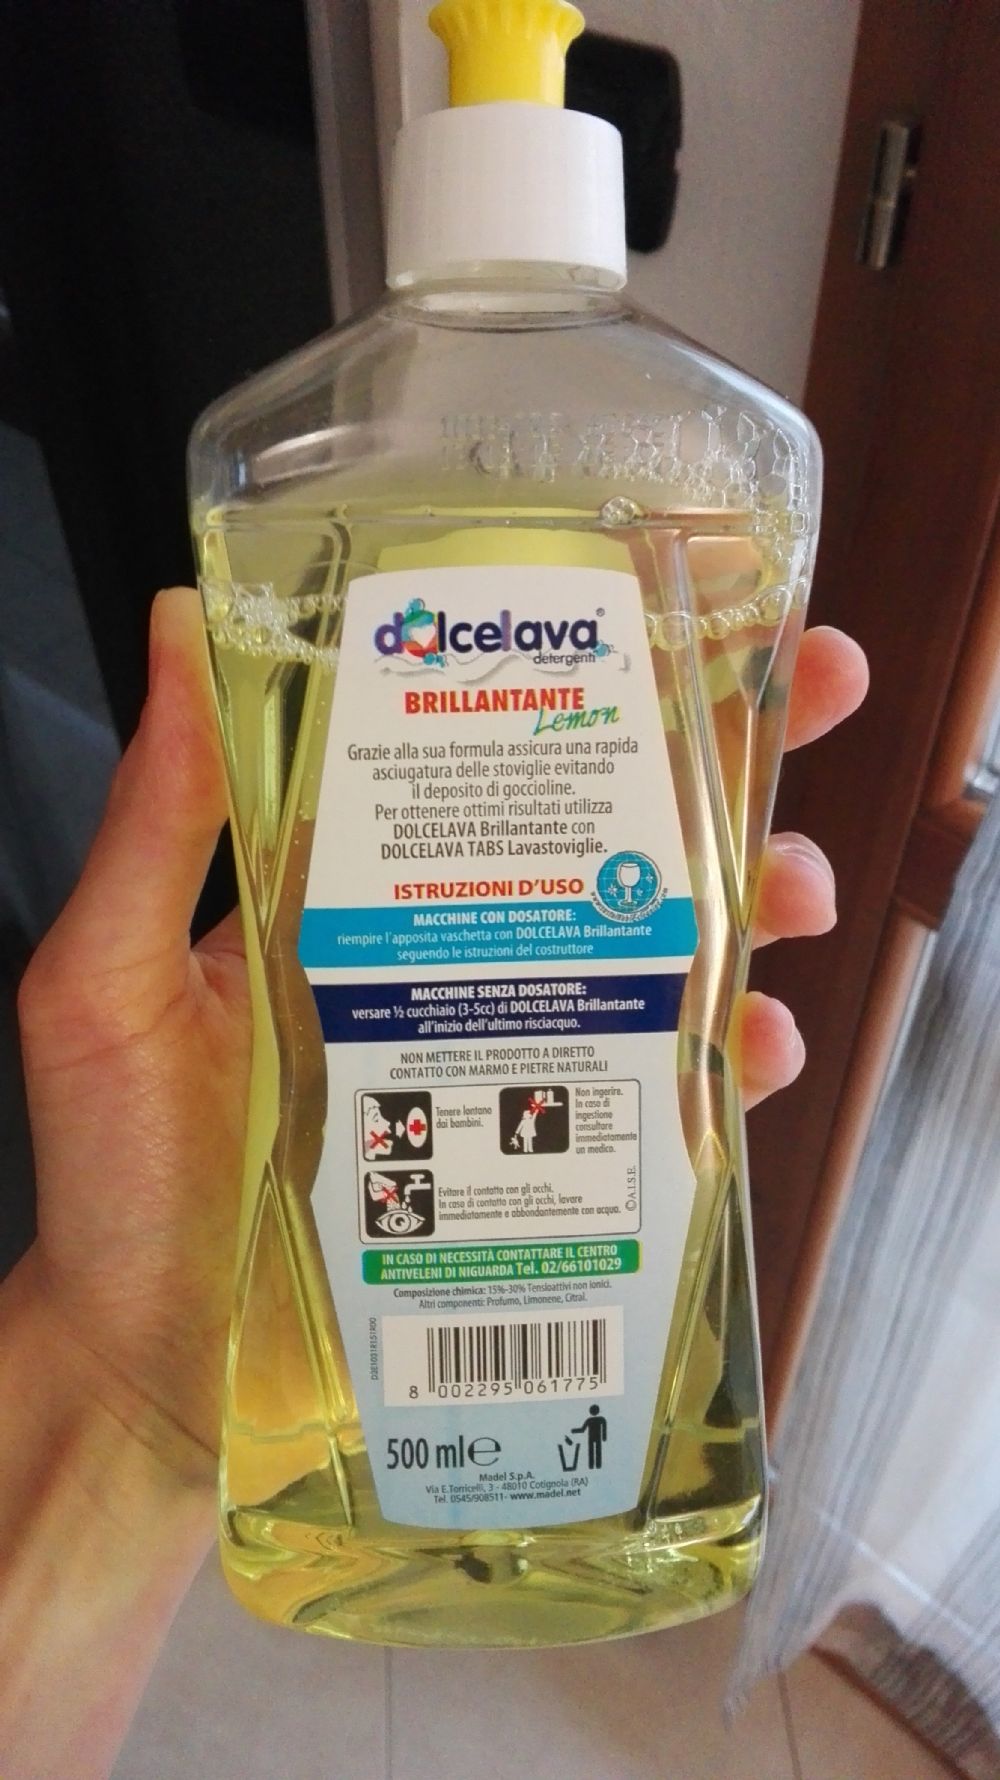 dolcelava®
detergenti
BRILLANTANTE
Lemon
Grazie alla sua formula assicura una rapida
asciugatura delle stoviglie evitando
il deposito di goccioline.
Per ottenere ottimi risultati utilizza
DOLCELAVA Brillantante con
DOLCELAVA TABS Lavastoviglie.
ISTRUZIONI D'USO
MACCHINE CON DOSATORE:
riempire l'apposita vaschetta con DOLCELAVA Brillantante
seguendo le istruzioni del costruttore
MACCHINE SENZA DOSATORE:
versare ½ cucchiaio (3-5cc) di DOLCELAVA Brillantante
all'inizio dell'ultimo risciacquo.
NON METTERE IL PRODOTTO A DIRETTO
CONTATTO CON MARMO E PIETRE NATURALI
Tenere lontano
dai bambini.
Non ingerire.
In caso di
ingestione
consultare
immediatamente
un medico.
Evitare il contatto con gli occhi.
In caso di contatto con gli occhi, lavare
immediatamente e abbondantemente con acqua.
©A.I.S.E.
IN CASO DI NECESSITÀ CONTATTARE IL CENTRO
ANTIVELENI DI NIGUARDA Tel. 02/66101029
Composizione chimica: 15%-30% Tensioattivi non ionici.
Altri componenti: Profumo, Limonene, Citral.
8 002295 061775
500 ml e
Madel S.p.A.
Via E.Torricelli, 3 - 48010 Cotignola (RA)
Tel. 0545/908511- www.madel.net